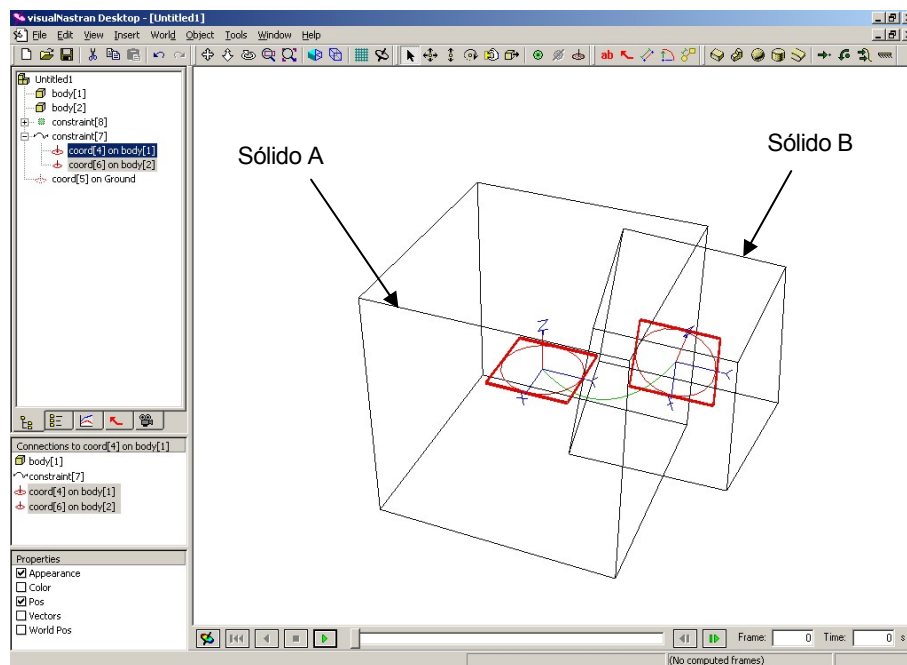 visualNastran Desktop - [Untitled1]
File Edit View Insert World Object Tools Window Help
ab
Untitled1
body[1]
body[2]
constraint[8]
constraint[7]
coord[4] on body[1]
coord[6] on body[2]
coord[5] on Ground
Sólido A
Sólido B
Z
Y
X
Y
X
Connections to coord[4] on body[1]
body[1]
constraint[7]
coord[4] on body[1]
coord[6] on body[2]
Properties
Appearance
Color
Pos
Vectors
World Pos
Frame: 0 Time: 0 s
(No computed frames)